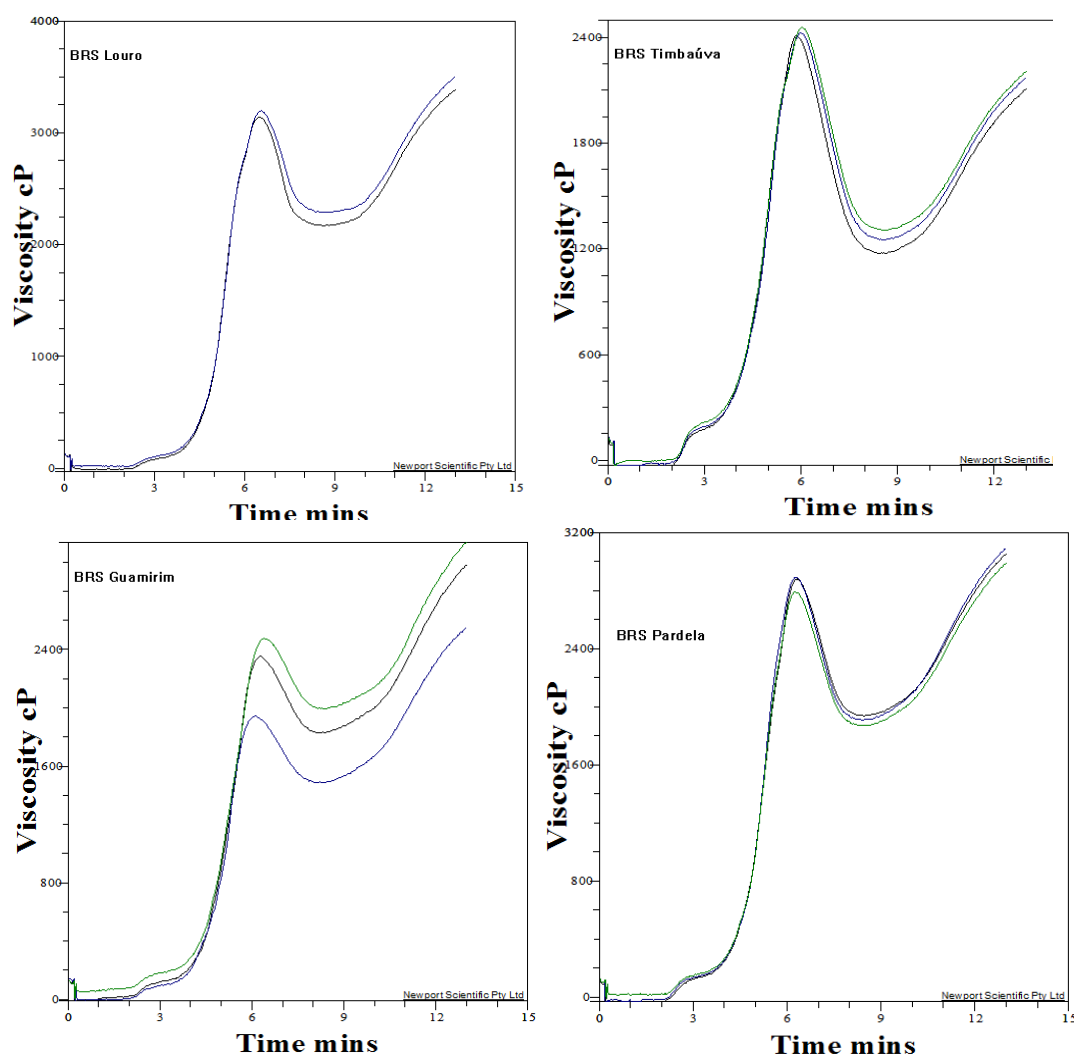 BRS Louro
Viscosity cP
4000
3000
2000
1000
0
0 3 6 9 12 15
Newport Scientific Pty Ltd
Time mins
BRS Timbaúva
Viscosity cP
2400
1800
1200
600
0
0 3 6 9 12
Newport Scientific
Time mins
BRS Guamirim
Viscosity cP
2400
1600
800
0
0 3 6 9 12 15
Newport Scientific Pty Ltd
Time mins
BRS Pardela
Viscosity cP
3200
2400
1600
800
0
0 3 6 9 12 15
Newport Scientific Pty Ltd
Time mins